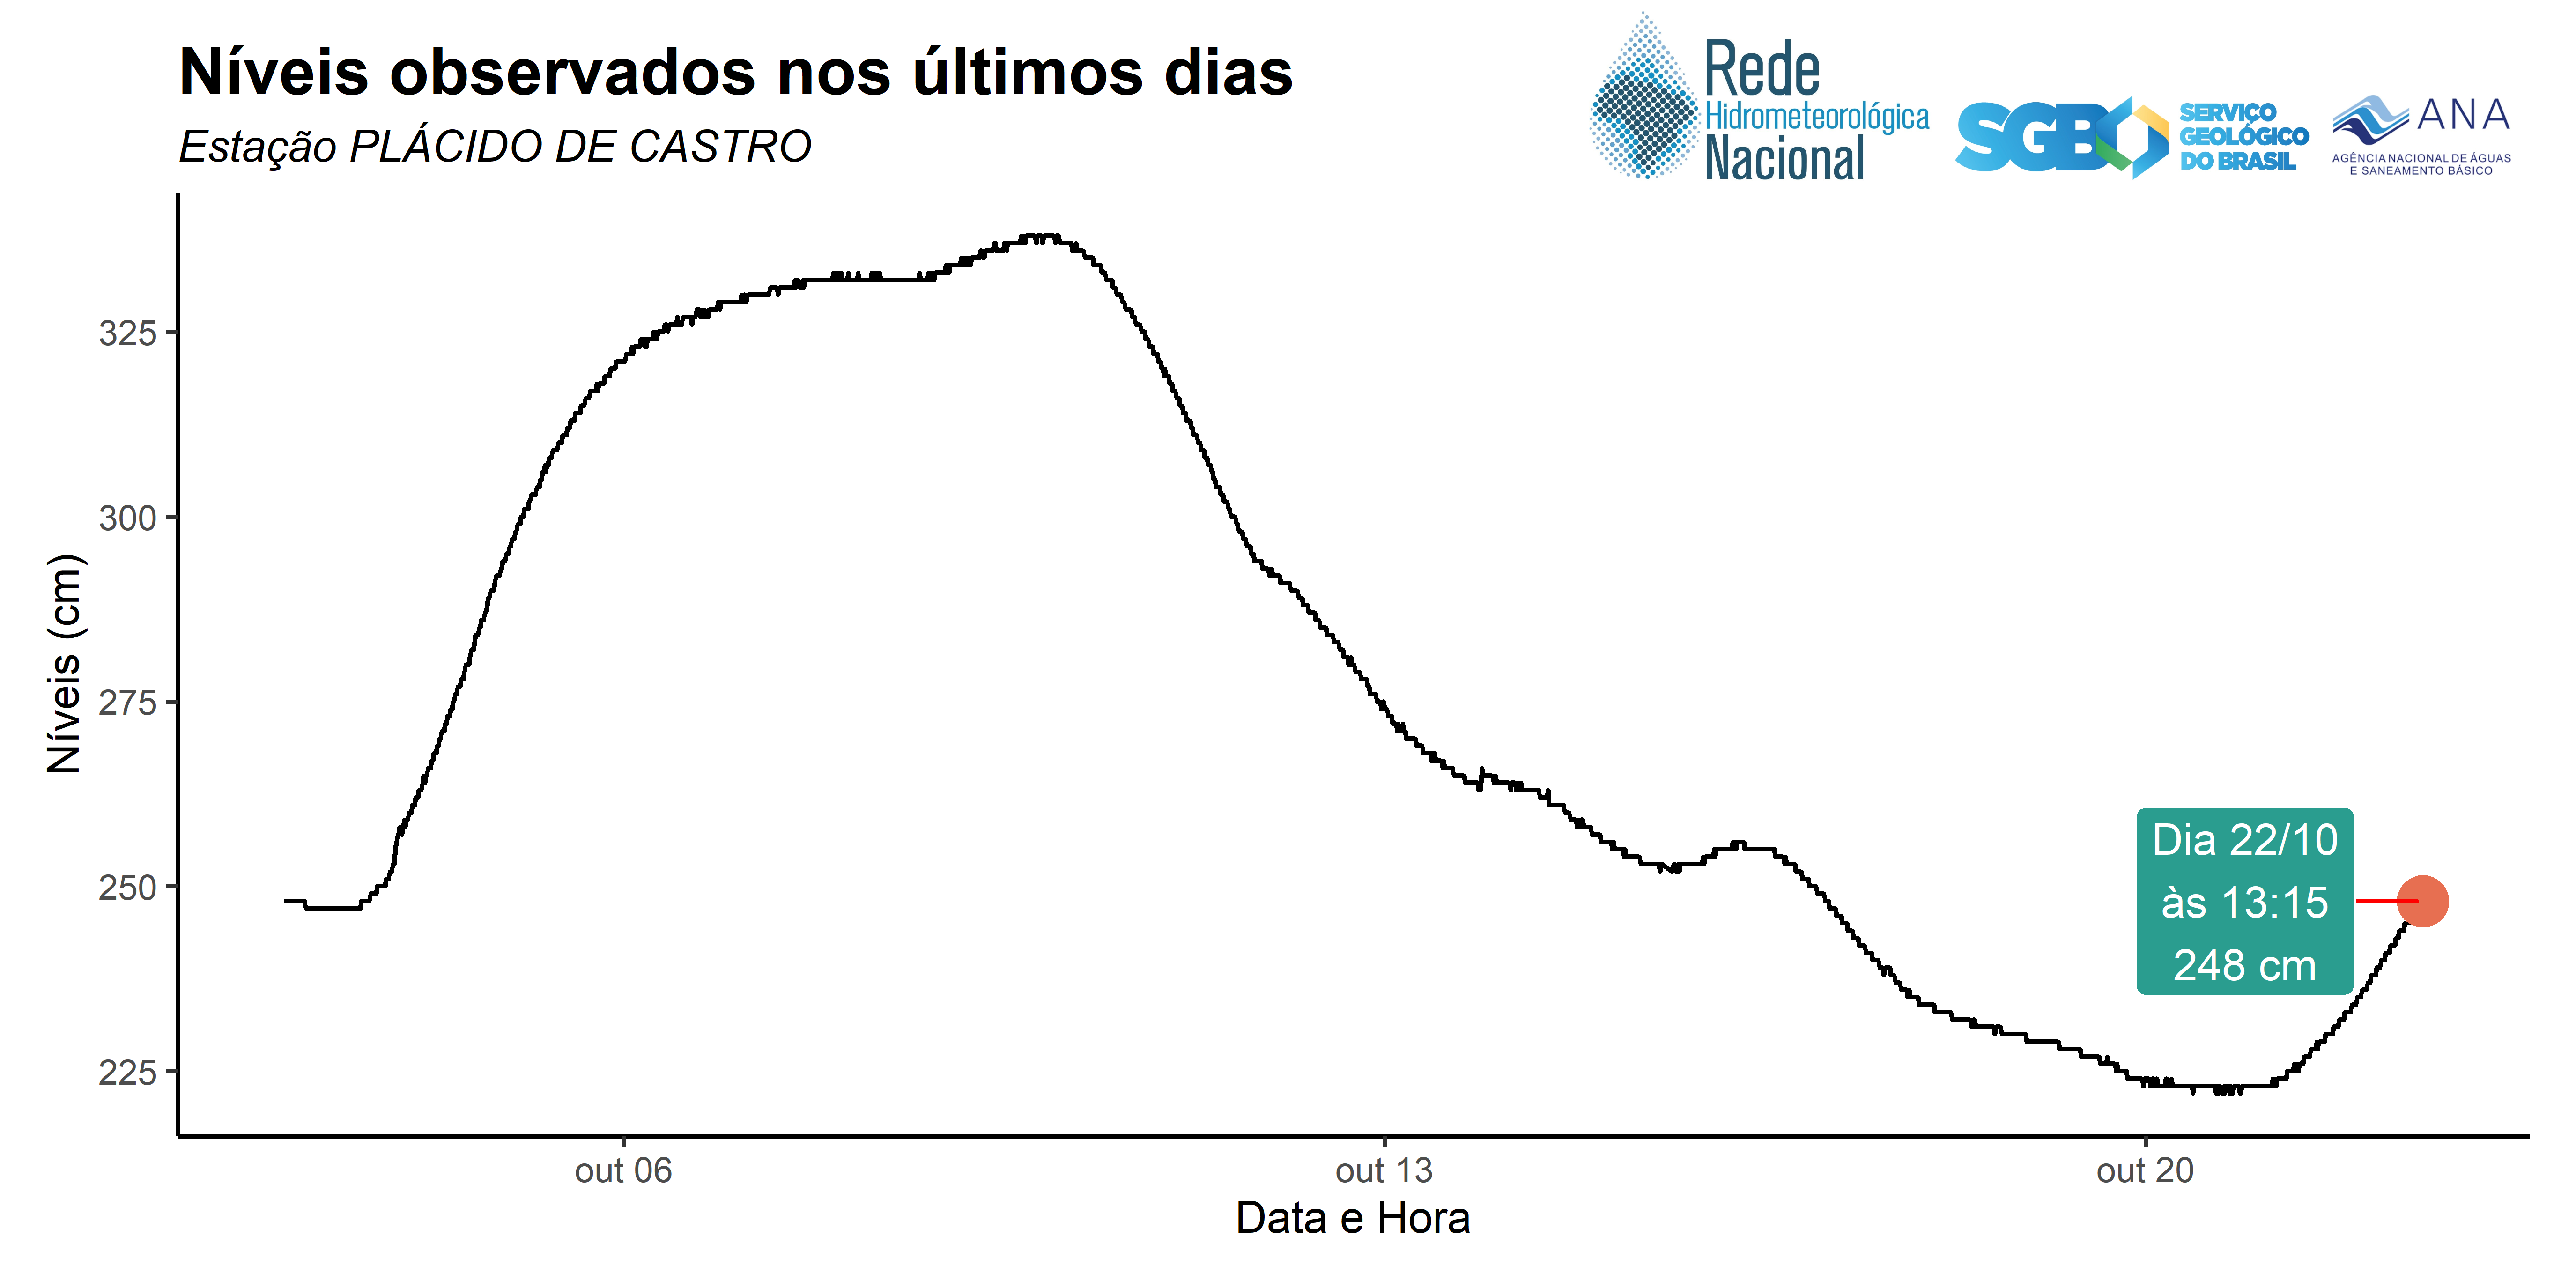 Níveis observados nos últimos dias
Estação PLÁCIDO DE CASTRO
Rede
Hidrometeorológica
Nacional
SGB
SERVIÇO
GEOLÓGICO
DO BRASIL
ANA
AGÊNCIA NACIONAL DE ÁGUAS
E SANEAMENTO BÁSICO
Níveis (cm)
325
300
275
250
225
Dia 22/10
às 13:15
248 cm
out 06
out 13
out 20
Data e Hora